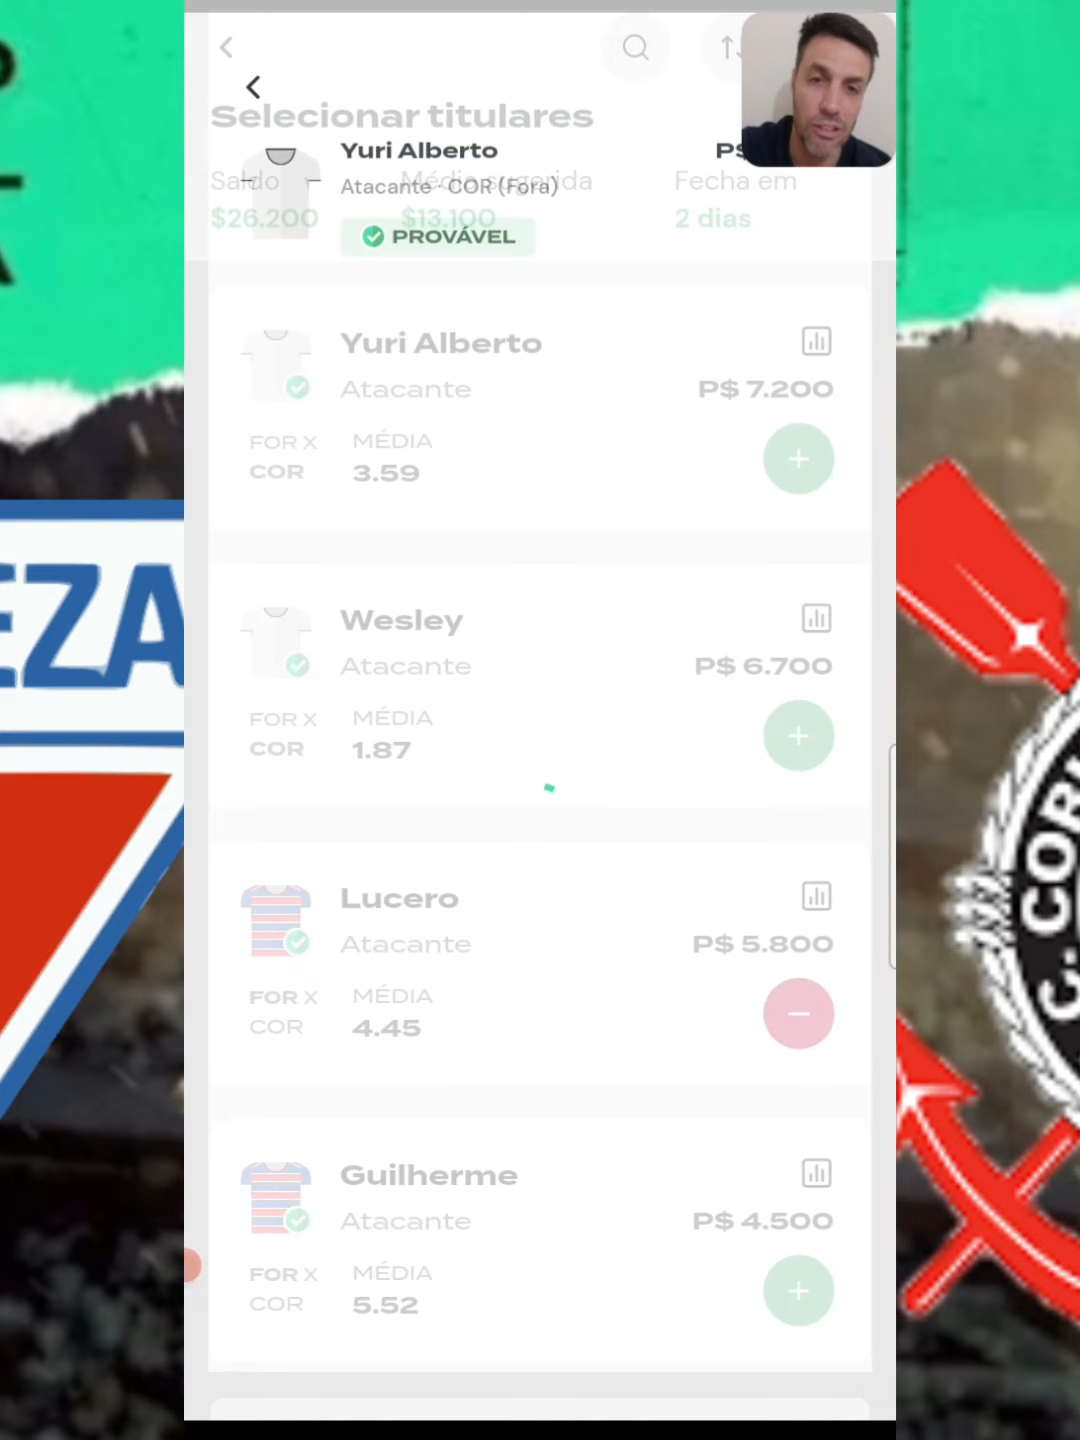 Selecionar titulares
Yuri Alberto
P$
Saldo
Média sugerida
Fecha em
Atacante · COR (Fora)
$26.200
$13.100
2 dias
PROVÁVEL
Yuri Alberto
Atacante
P$ 7.200
FOR X
MÉDIA
COR
3.59
Wesley
Atacante
P$ 6.700
FOR X
MÉDIA
COR
1.87
Lucero
Atacante
P$ 5.800
FOR X
MÉDIA
COR
4.45
Guilherme
Atacante
P$ 4.500
FOR X
MÉDIA
COR
5.52
EZA